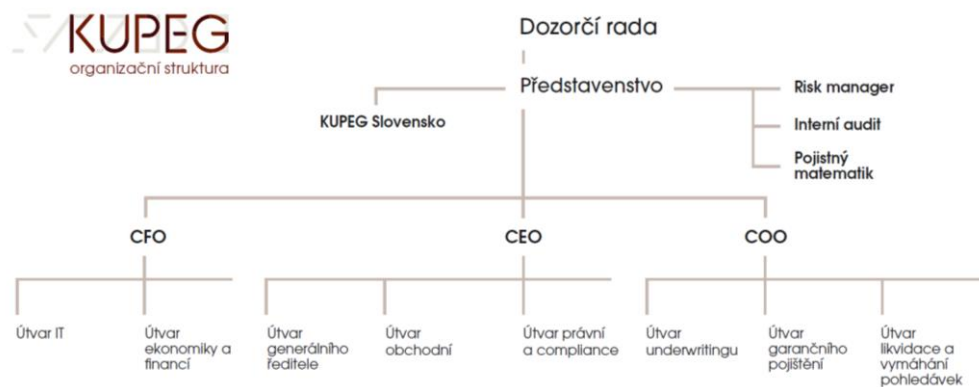 KUPEG
organizační struktura
Dozorčí rada
Představenstvo
KUPEG Slovensko
Risk manager
Interní audit
Pojistný
matematik
CFO
CEO
COO
Útvar IT
Útvar
ekonomiky a
financí
Útvar
generálního
ředitele
Útvar
obchodní
Útvar právní
a compliance
Útvar
underwritingu
Útvar
garančního
pojištění
Útvar
likvidace a
vymáhání
pohledávek